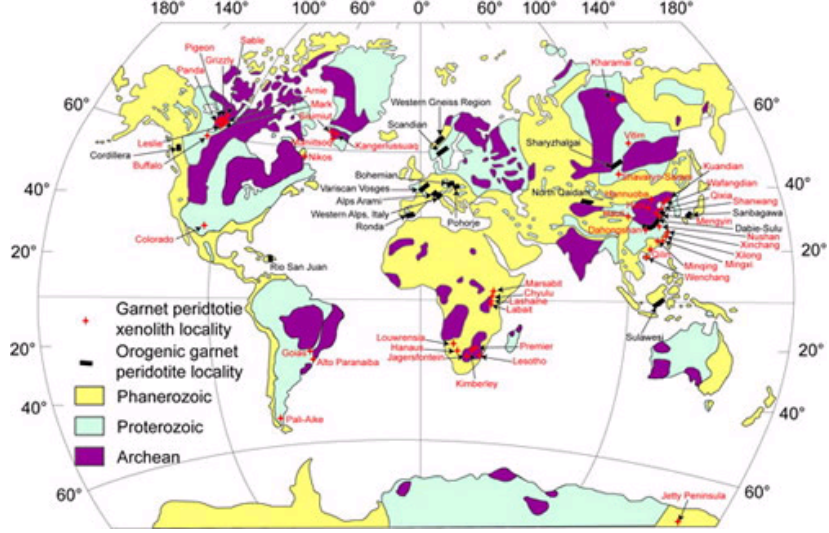 180° 140° 100° 60° 0° 60° 100° 140° 180°
Sable
Pigeon
Grizzly
Panda
Kharamai
Arnie
Mark
60°
60°
Western Gneiss Region
Scandian
Vitim
Leslie
Kangerlussuaq
Sharyzhalgai
Cordillera
Buffalo
Nikos
Kuandian
Bohemian
Wafangdian
Variscan Vosges
North Qaidam
Hannuoba
Qixia
40°
40°
Alps Arami
Shanwang
Western Alps, Italy
Sanbagawa
Mengyin
Ronda
Pohorje
Dahongshan
Dabie-Sulu
Colorado
Nushan
Xinchang
20°
20°
Qilin
Xilong
Rio San Juan
Minqing
Mingxi
Wenchang
Marsabit
Chyulu
Lashaine
Labait
Garnet peridtotie
xenolith locality
Orogenic garnet
peridotite locality
Sulawesi
Louwrensia
Hanaus
Premier
20°
20°
Goias
Alto Paranaiba
Jagersfontein
Lesotho
Kimberley
Phanerozoic
40°
40°
Pali-Aike
Proterozoic
Archean
60°
60°
Jetty Peninsula